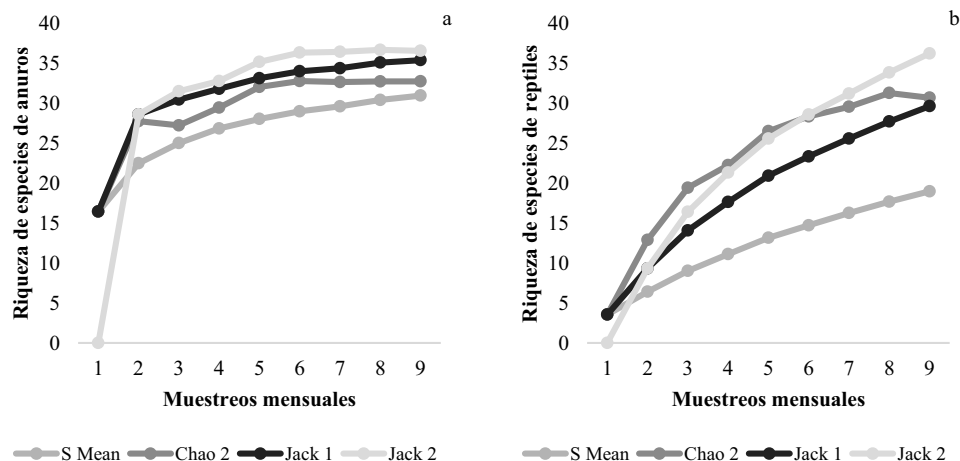 a
Riqueza de especies de anuros
40
35
30
25
20
15
10
5
0
1 2 3 4 5 6 7 8 9
Muestreos mensuales
S Mean Chao 2 Jack 1 Jack 2
b
Riqueza de especies de reptiles
40
35
30
25
20
15
10
5
0
1 2 3 4 5 6 7 8 9
Muestreos mensuales
S Mean Chao 2 Jack 1 Jack 2